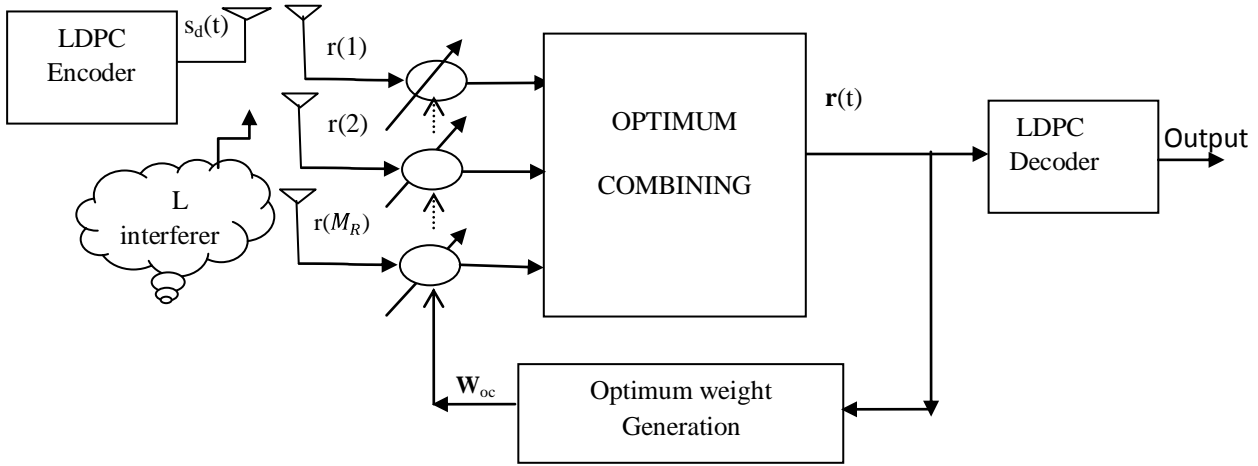 LDPC
Encoder
s_d(t)
r(1)
r(2)
r(M_R)
L
interferer
OPTIMUM
COMBINING
r(t)
LDPC
Decoder
Output
W_oc
Optimum weight
Generation